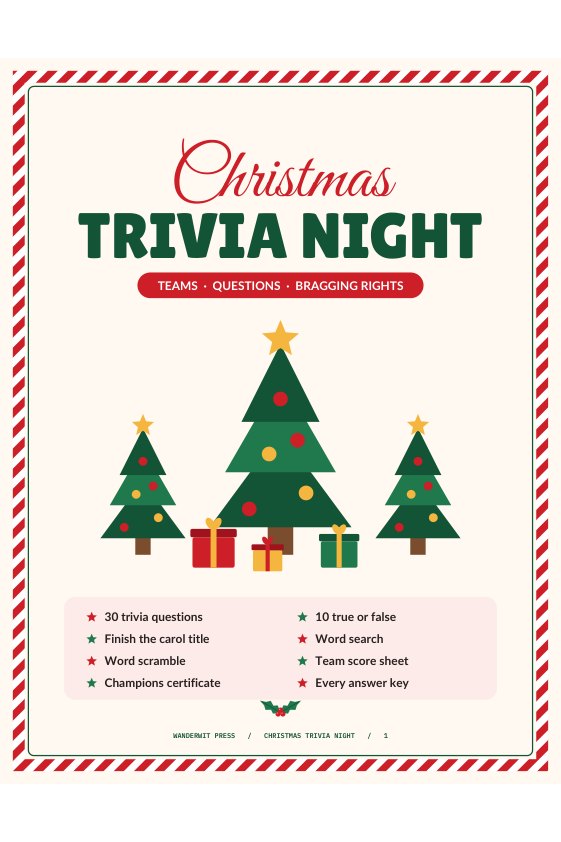 Christmas
TRIVIA NIGHT
TEAMS · QUESTIONS · BRAGGING RIGHTS
30 trivia questions
Finish the carol title
Word scramble
Champions certificate
10 true or false
Word search
Team score sheet
Every answer key
WANDERWIT PRESS / CHRISTMAS TRIVIA NIGHT / 1